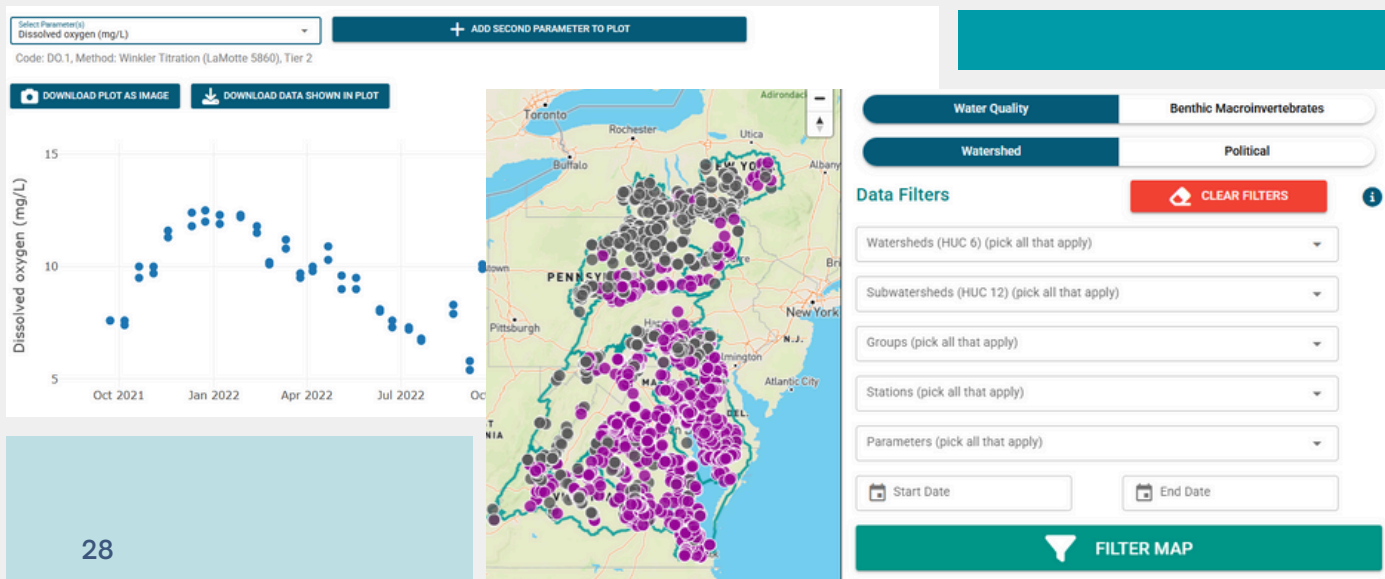 Select Parameter(s)
Dissolved oxygen (mg/L)
ADD SECOND PARAMETER TO PLOT
Code: DO.1, Method: Winkler Titration (LaMotte 5860), Tier 2
DOWNLOAD PLOT AS IMAGE
DOWNLOAD DATA SHOWN IN PLOT
Dissolved oxygen (mg/L)
15
10
5
Oct 2021
Jan 2022
Apr 2022
Jul 2022
Toronto
Rochester
Utica
Buffalo
Albany
PENNSY
Pittsburgh
New York
N.J.
Atlantic City
DEL.
Water Quality
Benthic Macroinvertebrates
Watershed
Political
Data Filters
CLEAR FILTERS
i
Watersheds (HUC 6) (pick all that apply)
Subwatersheds (HUC 12) (pick all that apply)
Groups (pick all that apply)
Stations (pick all that apply)
Parameters (pick all that apply)
Start Date
End Date
FILTER MAP
28